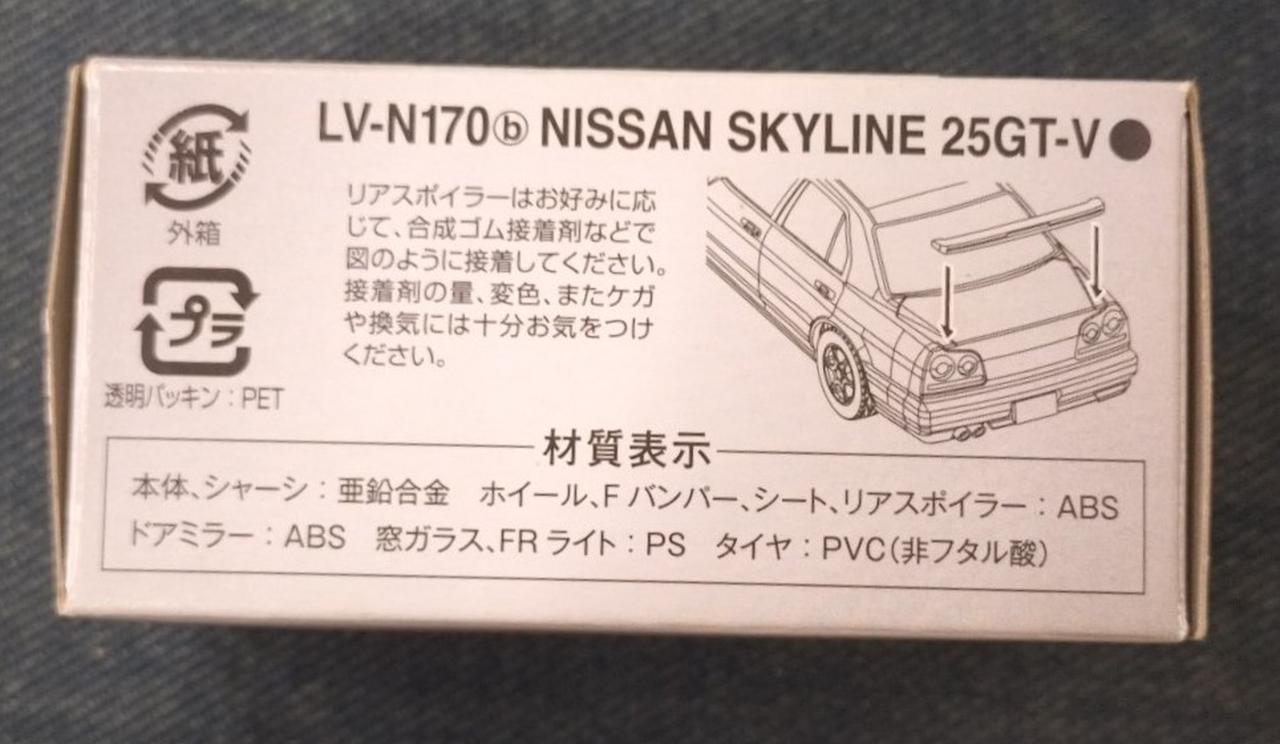 LV-N170ⓑ NISSAN SKYLINE 25GT-V●
紙
外箱
プラ
透明パッキン：PET
リアスポイラーはお好みに応
じて、合成ゴム接着剤などで
図のように接着してください。
接着剤の量、変色、またケガ
や換気には十分お気をつけ
ください。
材質表示
本体、シャーシ：亜鉛合金　ホイール、Fバンパー、シート、リアスポイラー：ABS
ドアミラー：ABS　窓ガラス、FRライト：PS　タイヤ：PVC（非フタル酸）